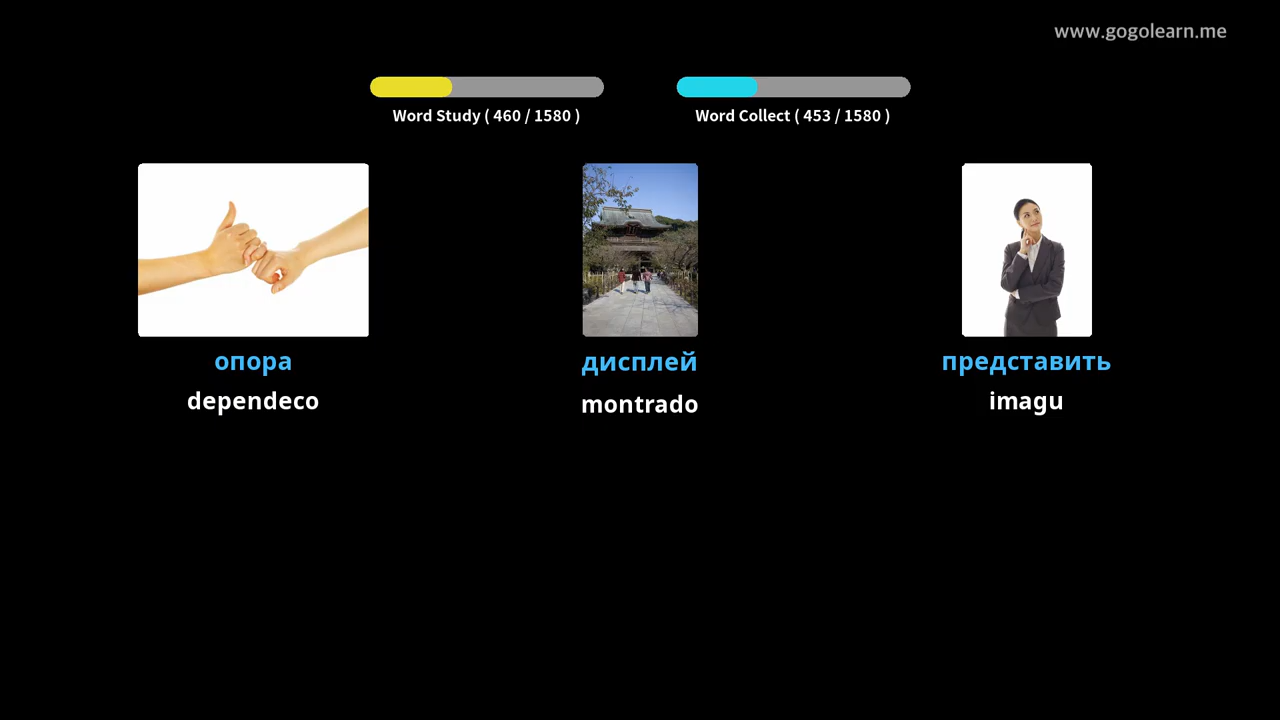 www.gogolearn.me
Word Study ( 460 / 1580 )
Word Collect ( 453 / 1580 )
опора
дисплей
представить
dependeco
montrado
imagu